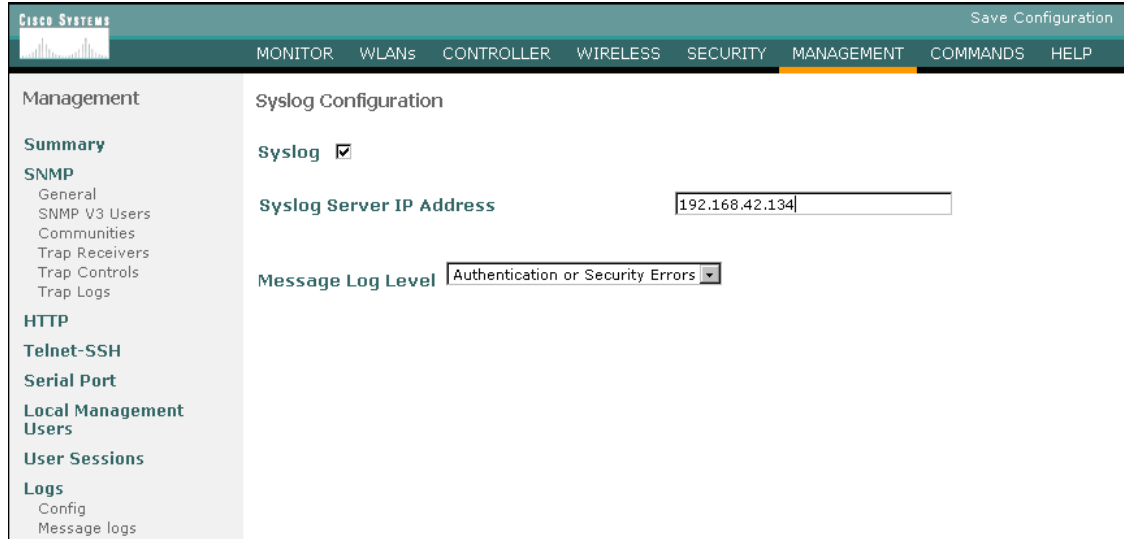 CISCO SYSTEMS
Save Configuration
MONITOR WLANs CONTROLLER WIRELESS SECURITY MANAGEMENT COMMANDS HELP
Management
Summary
SNMP
General
SNMP V3 Users
Communities
Trap Receivers
Trap Controls
Trap Logs
HTTP
Telnet-SSH
Serial Port
Local Management
Users
User Sessions
Logs
Config
Message logs
Syslog Configuration
Syslog
Syslog Server IP Address 192.168.42.134
Message Log Level Authentication or Security Errors